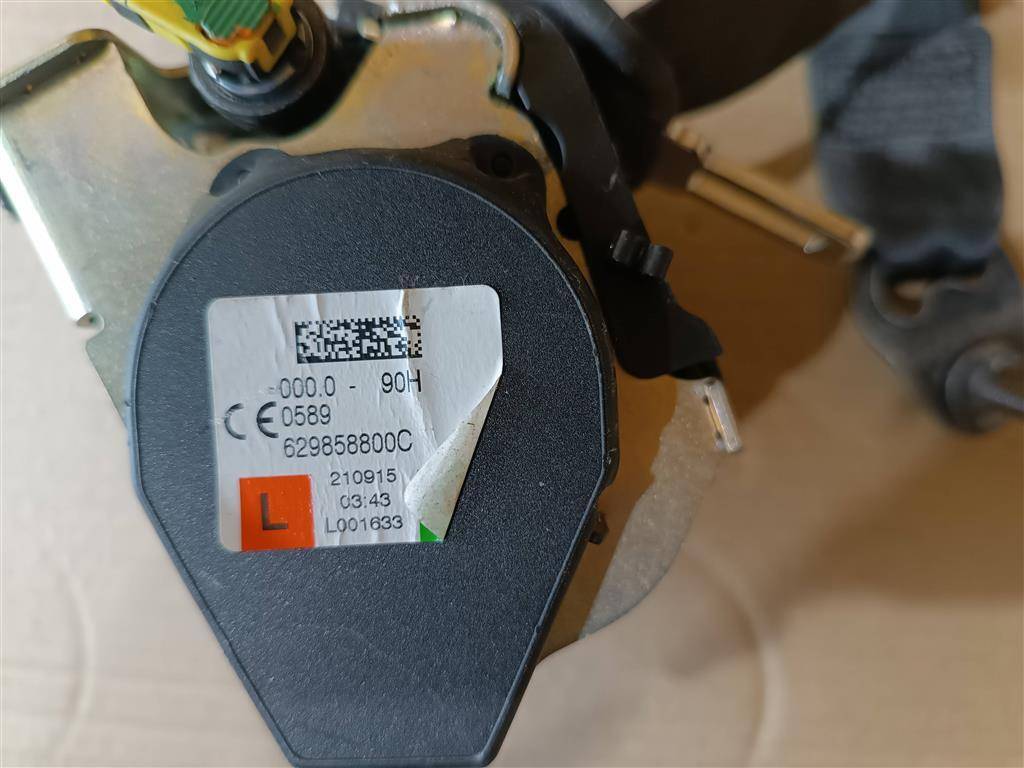 -000.0 - 90H
CE 0589
629858800C
210915
03:43
L L001633